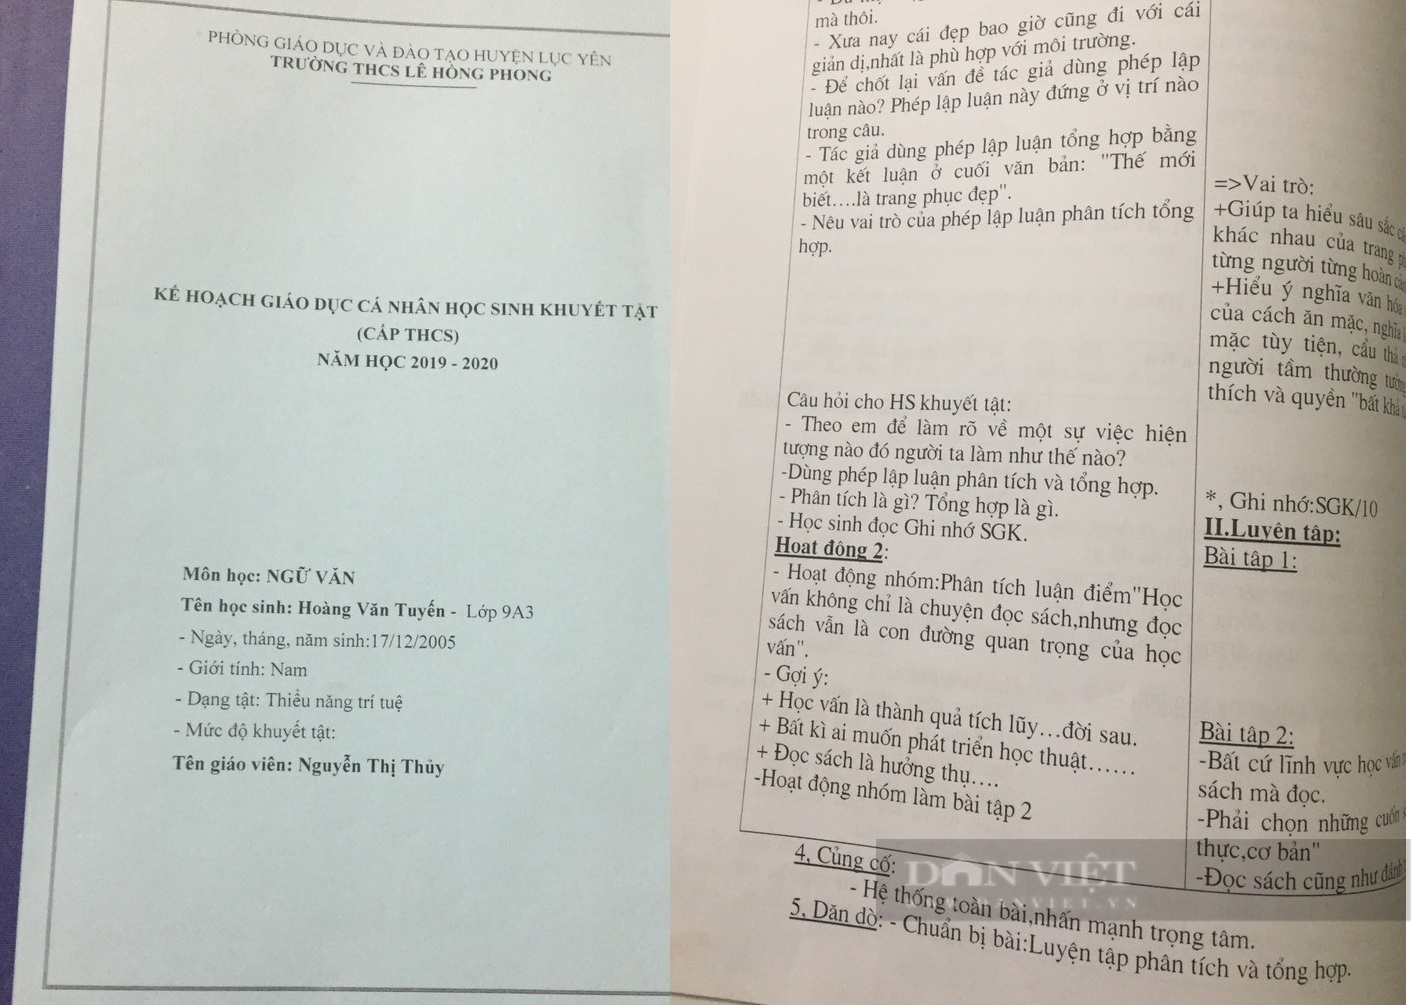 PHÒNG GIÁO DỤC VÀ ĐÀO TẠO HUYỆN LỤC YÊN
TRƯỜNG THCS LÊ HỒNG PHONG
KẾ HOẠCH GIÁO DỤC CÁ NHÂN HỌC SINH KHUYẾT TẬT
(CẤP THCS)
NĂM HỌC 2019 - 2020
Môn học: NGỮ VĂN
Tên học sinh: Hoàng Văn Tuyến - Lớp 9A3
- Ngày, tháng, năm sinh:17/12/2005
- Giới tính: Nam
- Dạng tật: Thiểu năng trí tuệ
- Mức độ khuyết tật:
Tên giáo viên: Nguyễn Thị Thủy
mà thôi.
- Xưa nay cái đẹp bao giờ cũng đi với cái
giản dị,nhất là phù hợp với môi trường.
- Để chốt lại vấn đề tác giả dùng phép lập
luận nào? Phép lập luận này đứng ở vị trí nào
trong câu.
- Tác giả dùng phép lập luận tổng hợp bằng
một kết luận ở cuối văn bản: "Thế mới
biết....là trang phục đẹp".
- Nêu vai trò của phép lập luận phân tích tổng
hợp.
Câu hỏi cho HS khuyết tật:
- Theo em để làm rõ về một sự việc hiện
tượng nào đó người ta làm như thế nào?
-Dùng phép lập luận phân tích và tổng hợp.
- Phân tích là gì? Tổng hợp là gì.
- Học sinh đọc Ghi nhớ SGK.
Hoat đông 2:
- Hoạt động nhóm:Phân tích luận điểm"Học
vấn không chỉ là chuyện đọc sách,nhưng đọc
sách vẫn là con đường quan trọng của học
vấn".
- Gợi ý:
+ Học vấn là thành quả tích lũy...đời sau.
+ Bất kì ai muốn phát triển học thuật......
+ Đọc sách là hưởng thụ....
-Hoạt động nhóm làm bài tập 2
=>Vai trò:
+Giúp ta hiểu sâu sắc
khác nhau của trang
từng người từng hoàn
+Hiểu ý nghĩa văn hóa
của cách ăn mặc, nghĩa
mặc tùy tiện, cẩu thả
người tầm thường
thích và quyền "bất
*, Ghi nhớ:SGK/10
II.Luyên tâp:
Bài tập 1:
Bài tập 2:
-Bất cứ lĩnh vực học vấn
sách mà đọc.
-Phải chọn những cuốn
thực,cơ bản"
-Đọc sách cũng như đánh
4, Củng cố:
- Hệ thống toàn bài,nhấn mạnh trọng tâm.
5, Dăn dò: - Chuẩn bị bài:Luyện tập phân tích và tổng hợp.
DÂN VIỆT